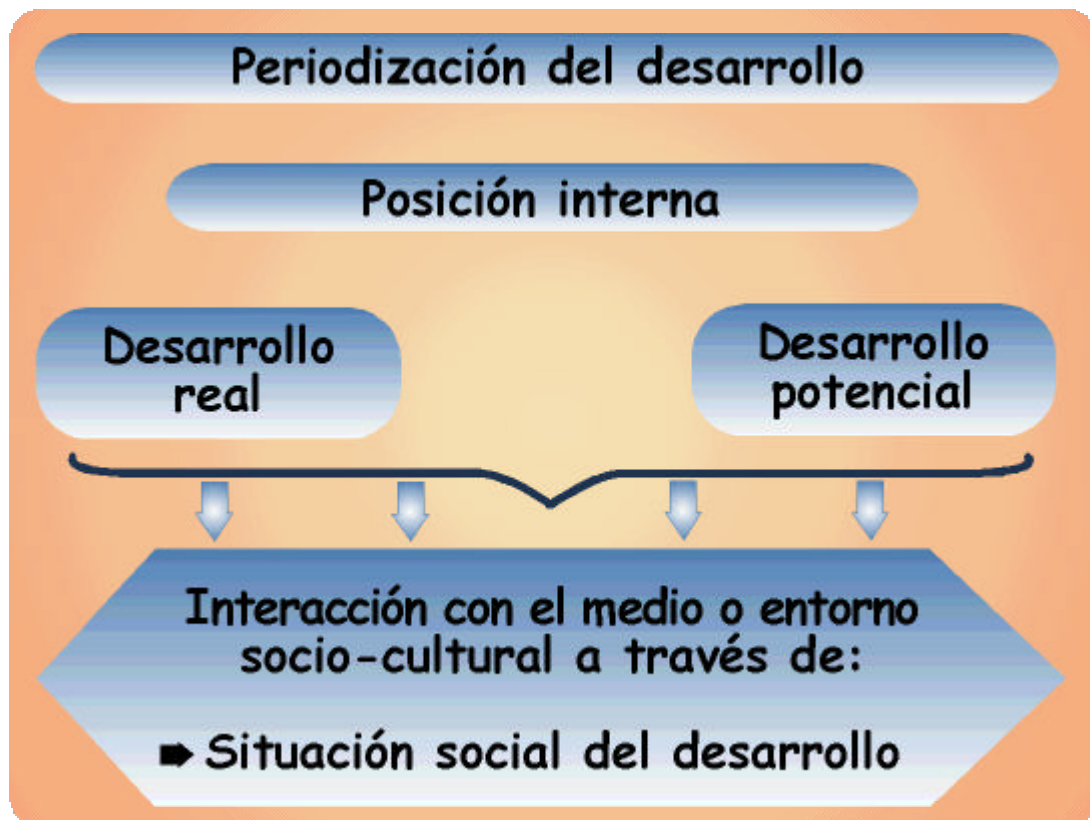 Periodización del desarrollo
Posición interna
Desarrollo
real
Desarrollo
potencial
Interacción con el medio o entorno
socio-cultural a través de:
➨ Situación social del desarrollo